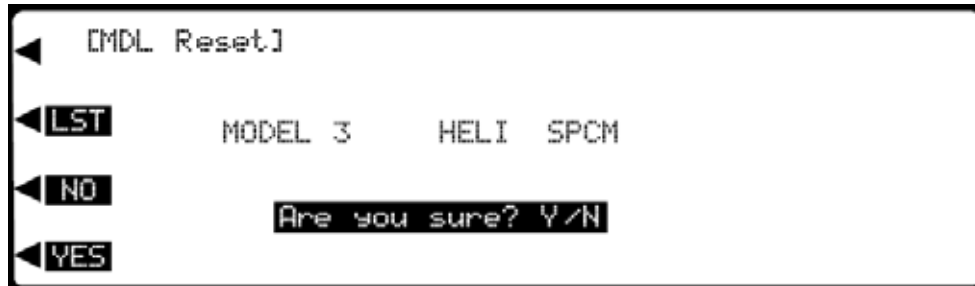 [MDL Reset]
LST
MODEL 3 HELI SPCM
NO
Are you sure? Y/N
YES